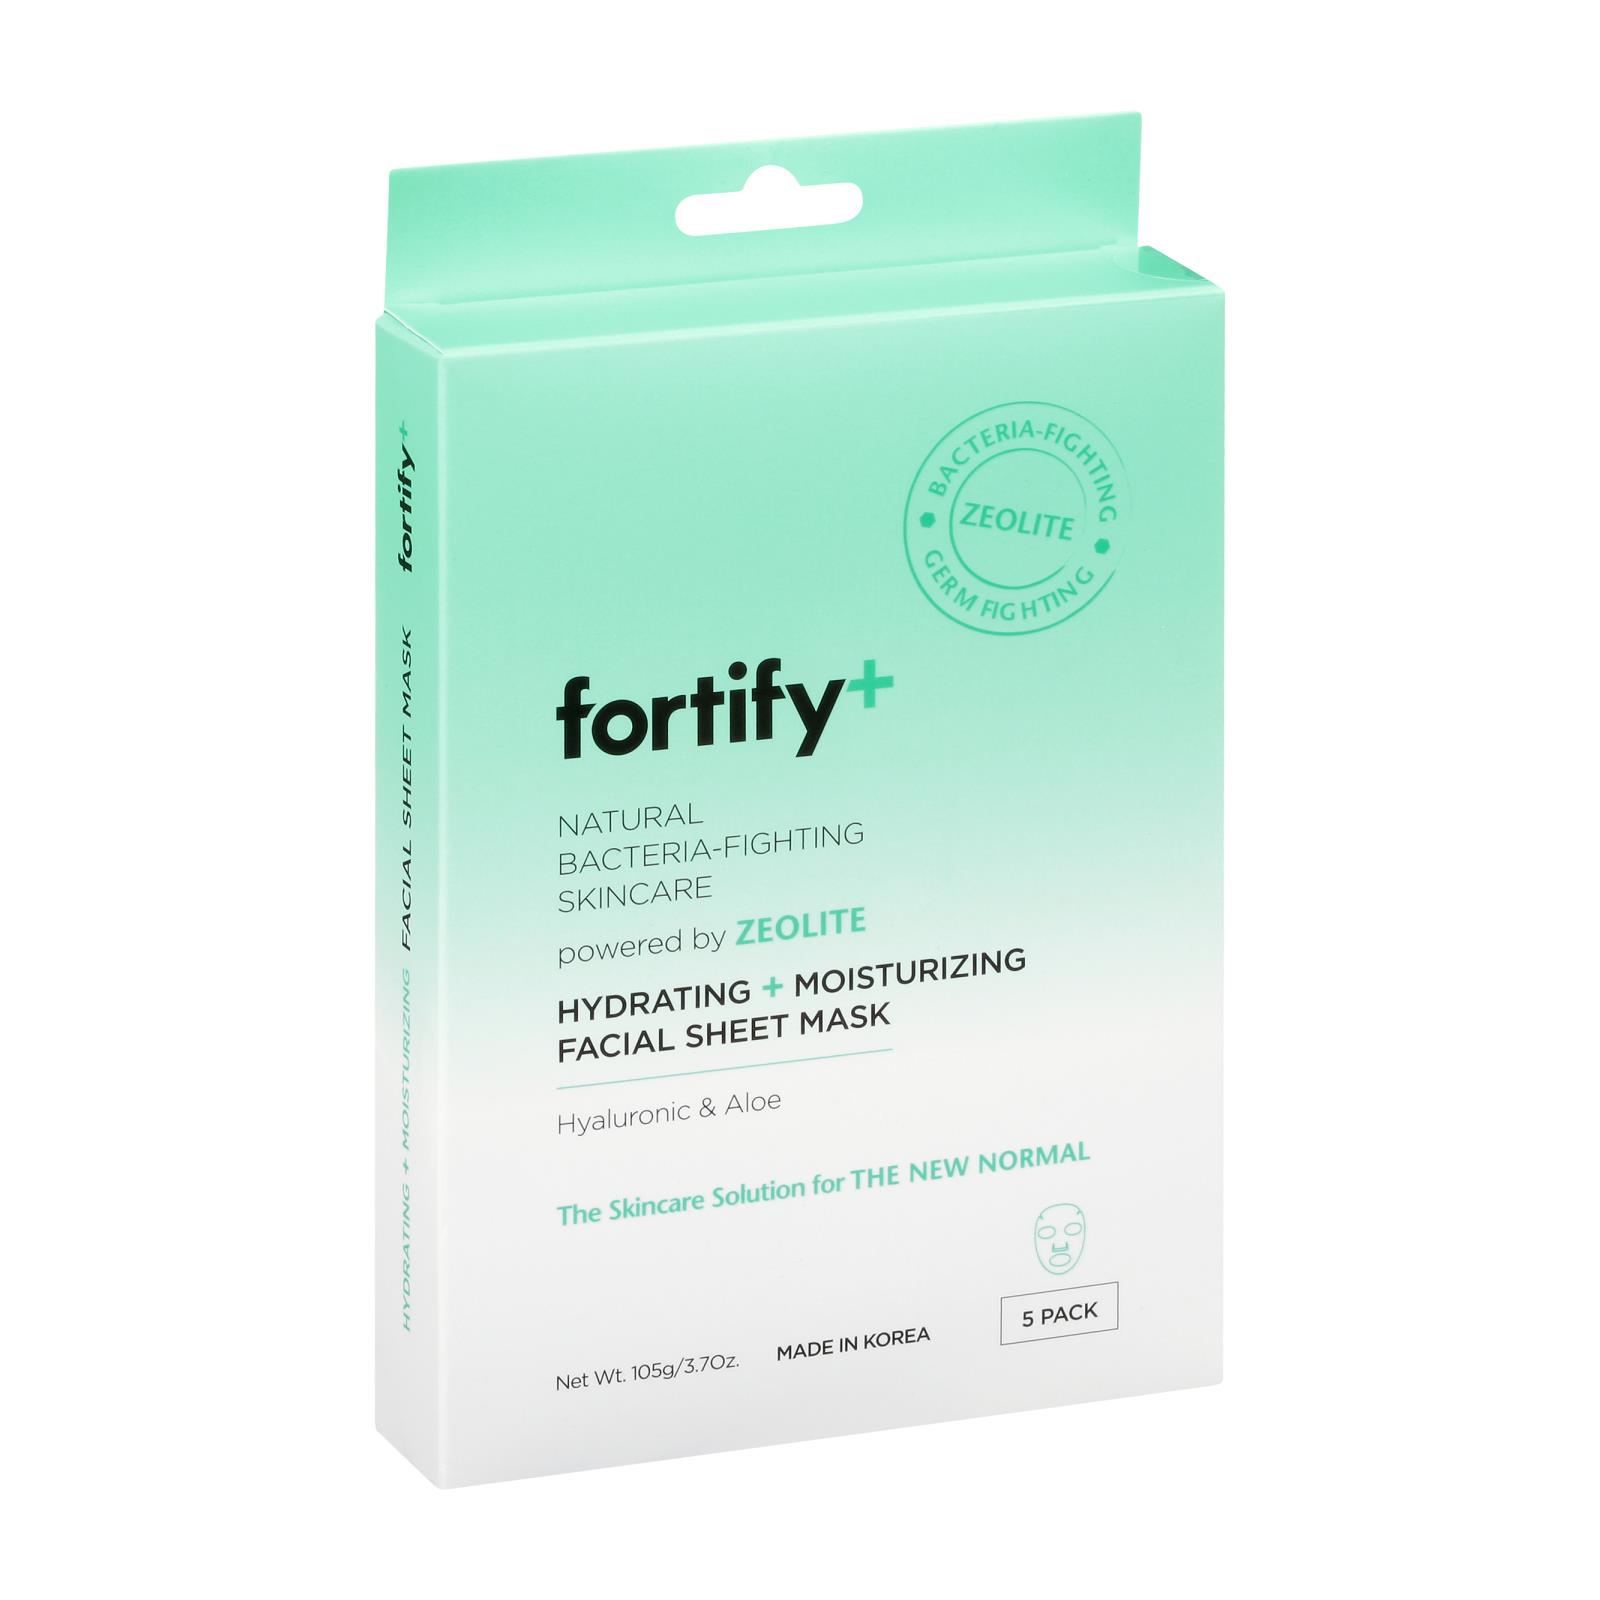 BACTERIA-FIGHTING
ZEOLITE
GERM FIGHTING
fortify+
NATURAL
BACTERIA-FIGHTING
SKINCARE
powered by ZEOLITE
HYDRATING + MOISTURIZING
FACIAL SHEET MASK
Hyaluronic & Aloe
The Skincare Solution for THE NEW NORMAL
5 PACK
Net Wt. 105g/3.7Oz. MADE IN KOREA
HYDRATING + MOISTURIZING FACIAL SHEET MASK fortify+